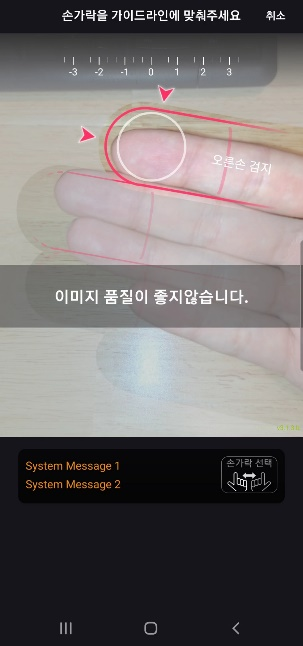 손가락을 가이드라인에 맞춰주세요
취소
-3 -2 -1 0 1 2 3
오른손 검지
이미지 품질이 좋지않습니다.
System Message 1
System Message 2
손가락 선택